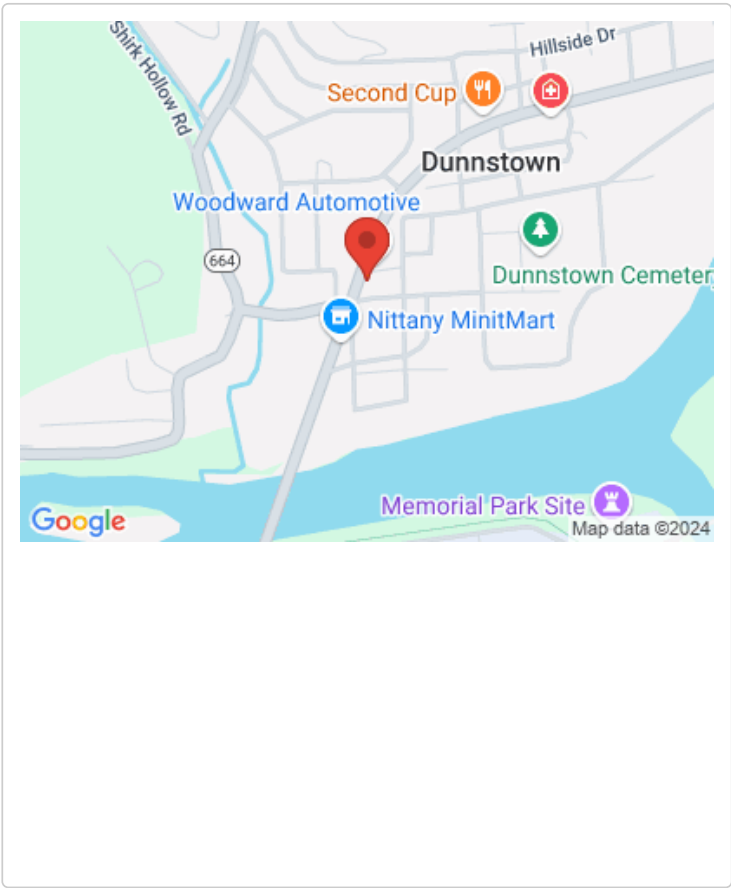 Shirk Hollow Rd
Hillside Dr
Second Cup
Dunnstown
Woodward Automotive
664
Dunnstown Cemeter
Nittany MinitMart
Memorial Park Site
Google
Map data ©2024